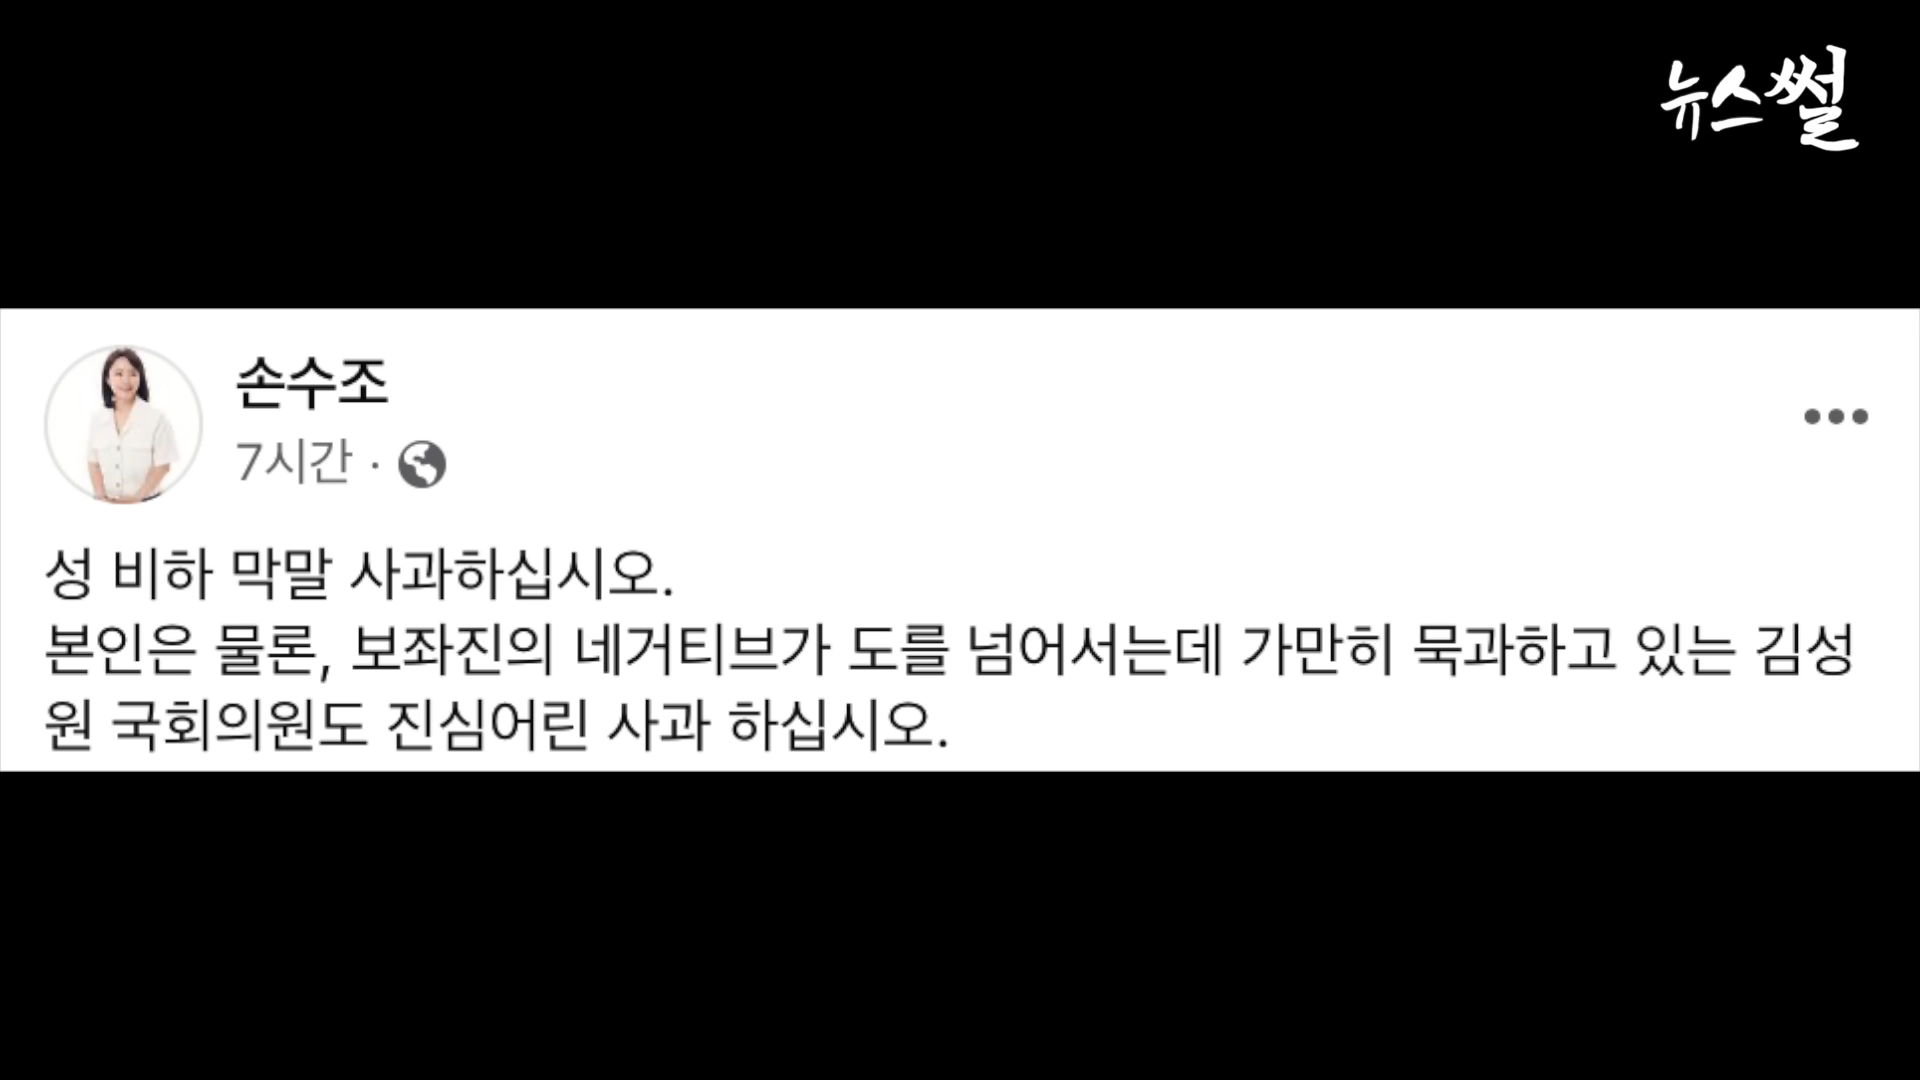 뉴스썰
손수조
7시간 ·
성 비하 막말 사과하십시오.
본인은 물론, 보좌진의 네거티브가 도를 넘어서는데 가만히 묵과하고 있는 김성
원 국회의원도 진심어린 사과 하십시오.